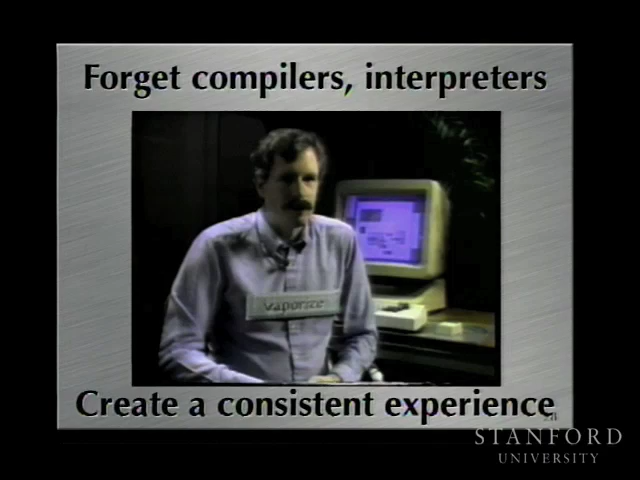 Forget compilers, interpreters
vaporize
Create a consistent experience
STANFORD
UNIVERSITY